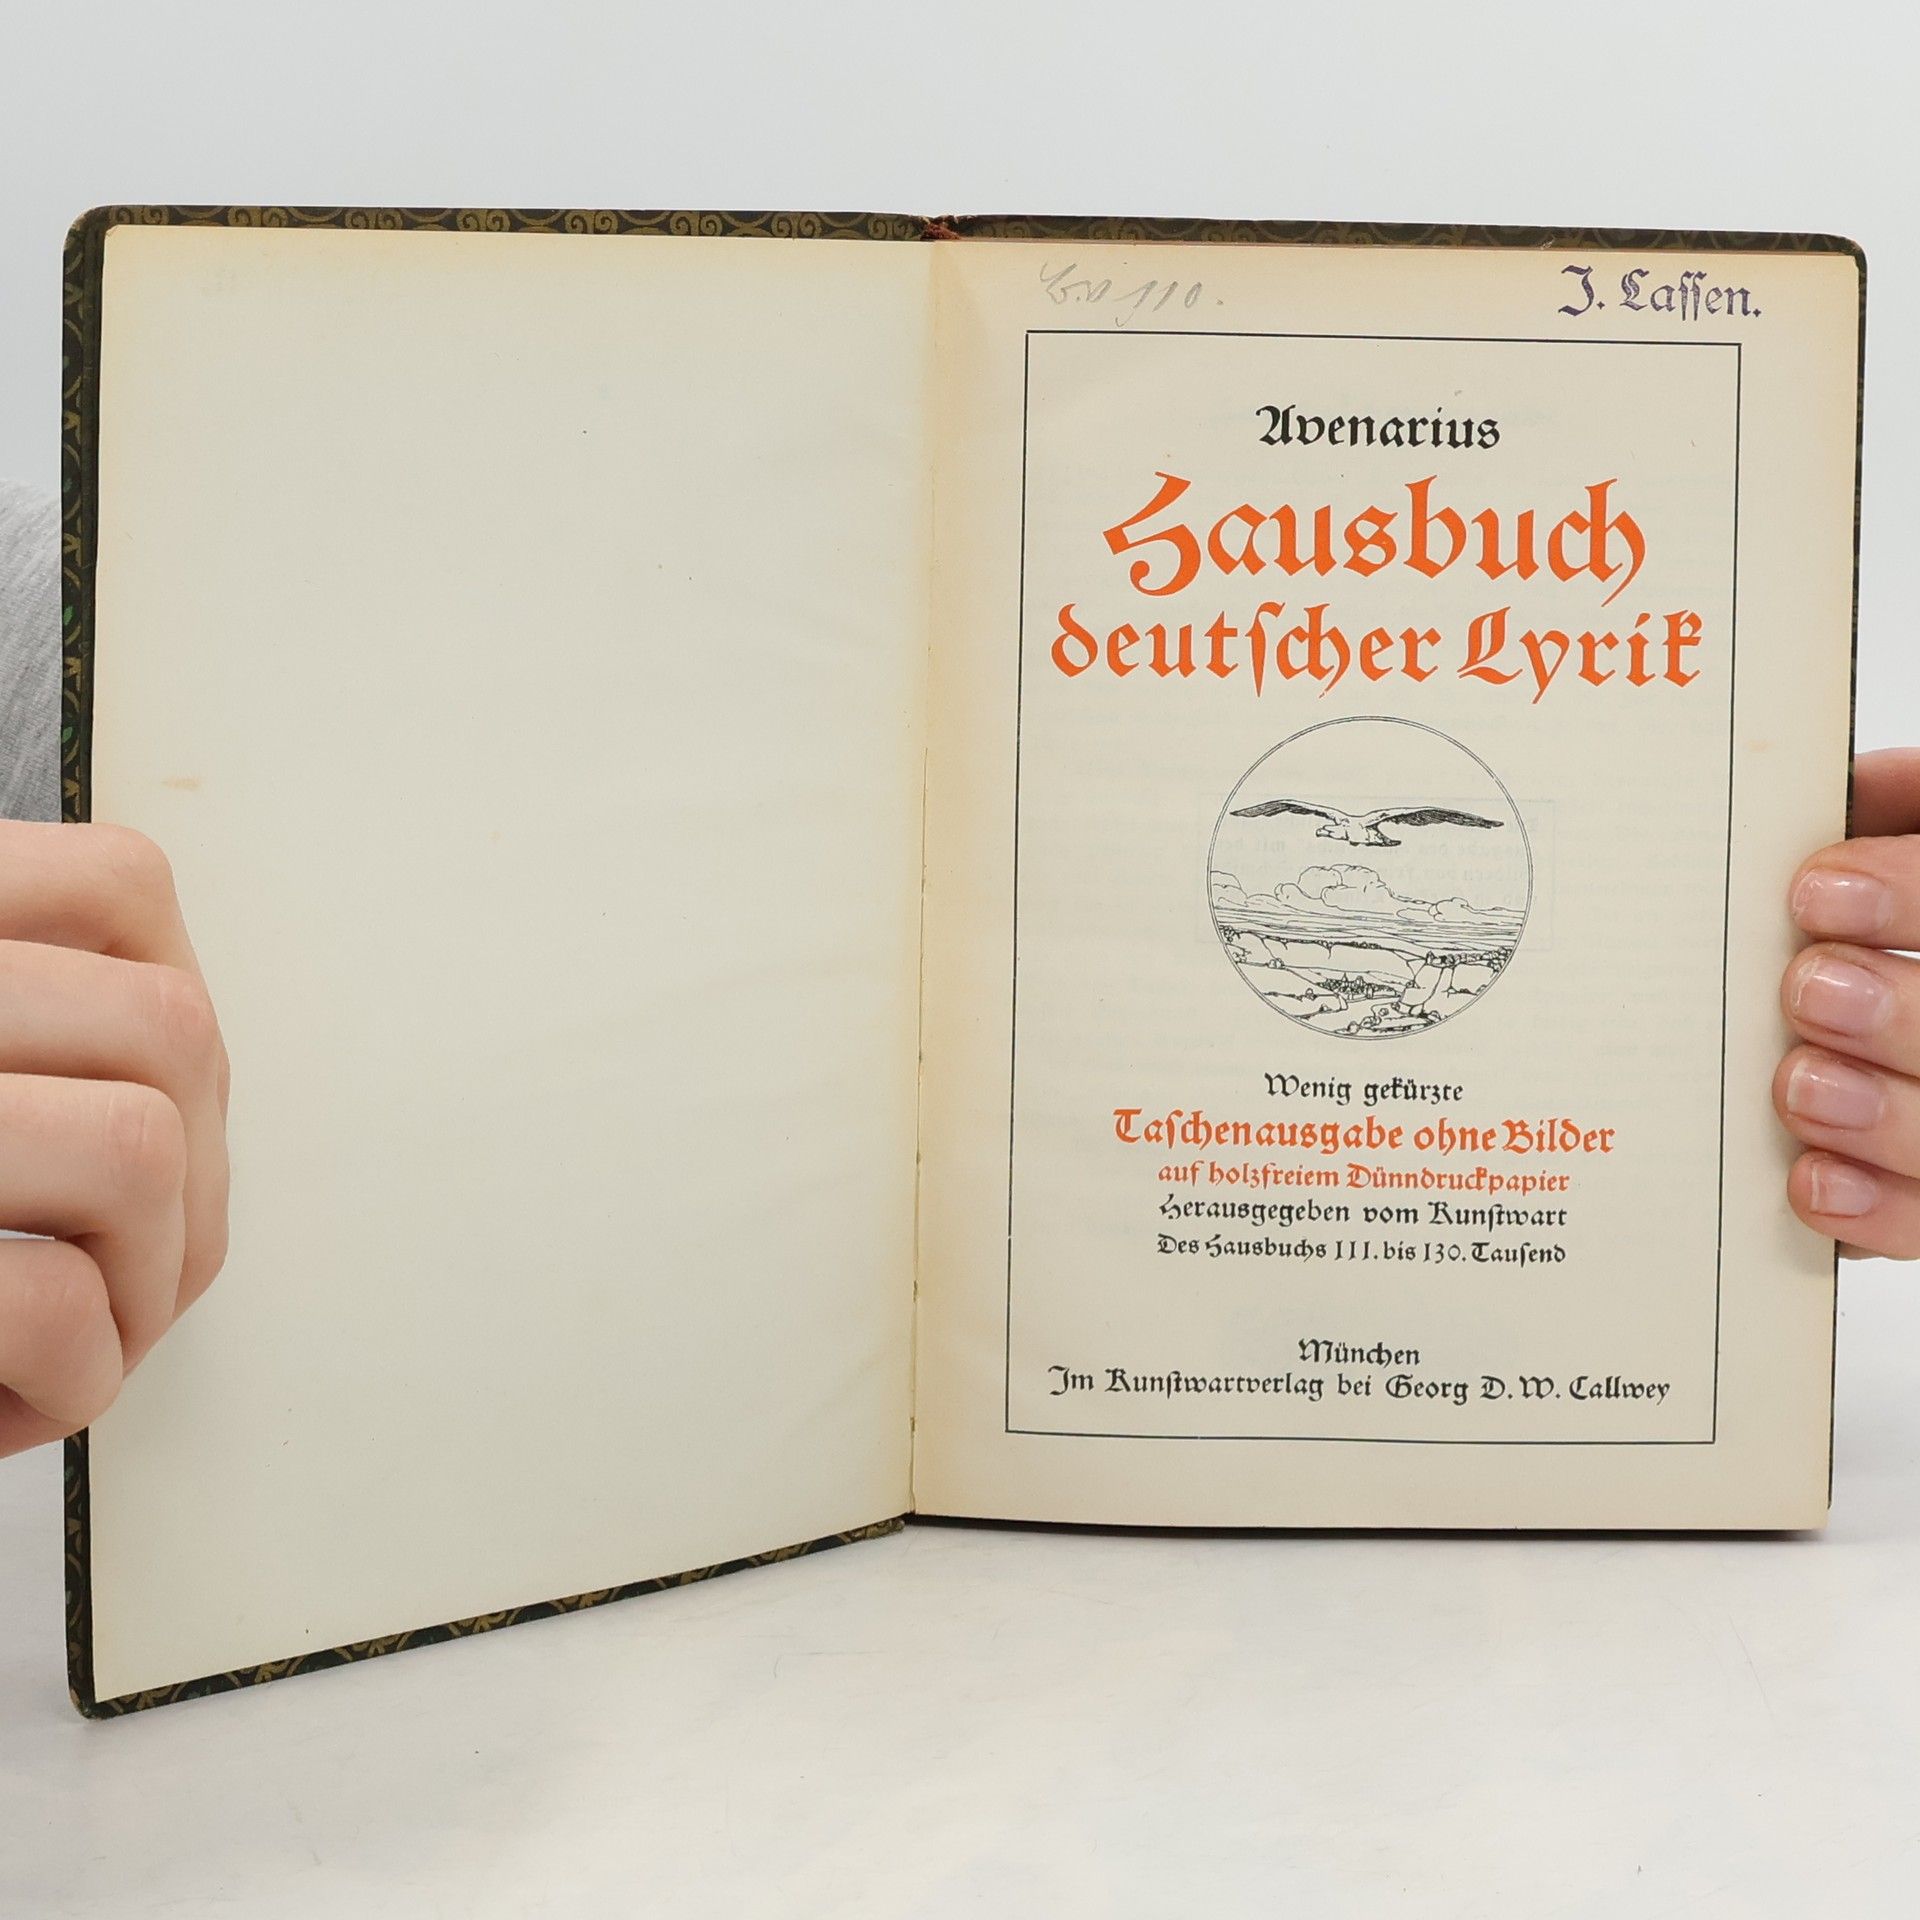 J. Lassen.
Avenarius
Hausbuch
deutscher Lyrik
Wenig gekürzte
Taschenausgabe ohne Bilder
auf holzfreiem Dünndruckpapier
Herausgegeben vom Kunstwart
Des Hausbuchs 111. bis 130. Tausend
München
Im Kunstwartverlag bei Georg D. W. Callwey